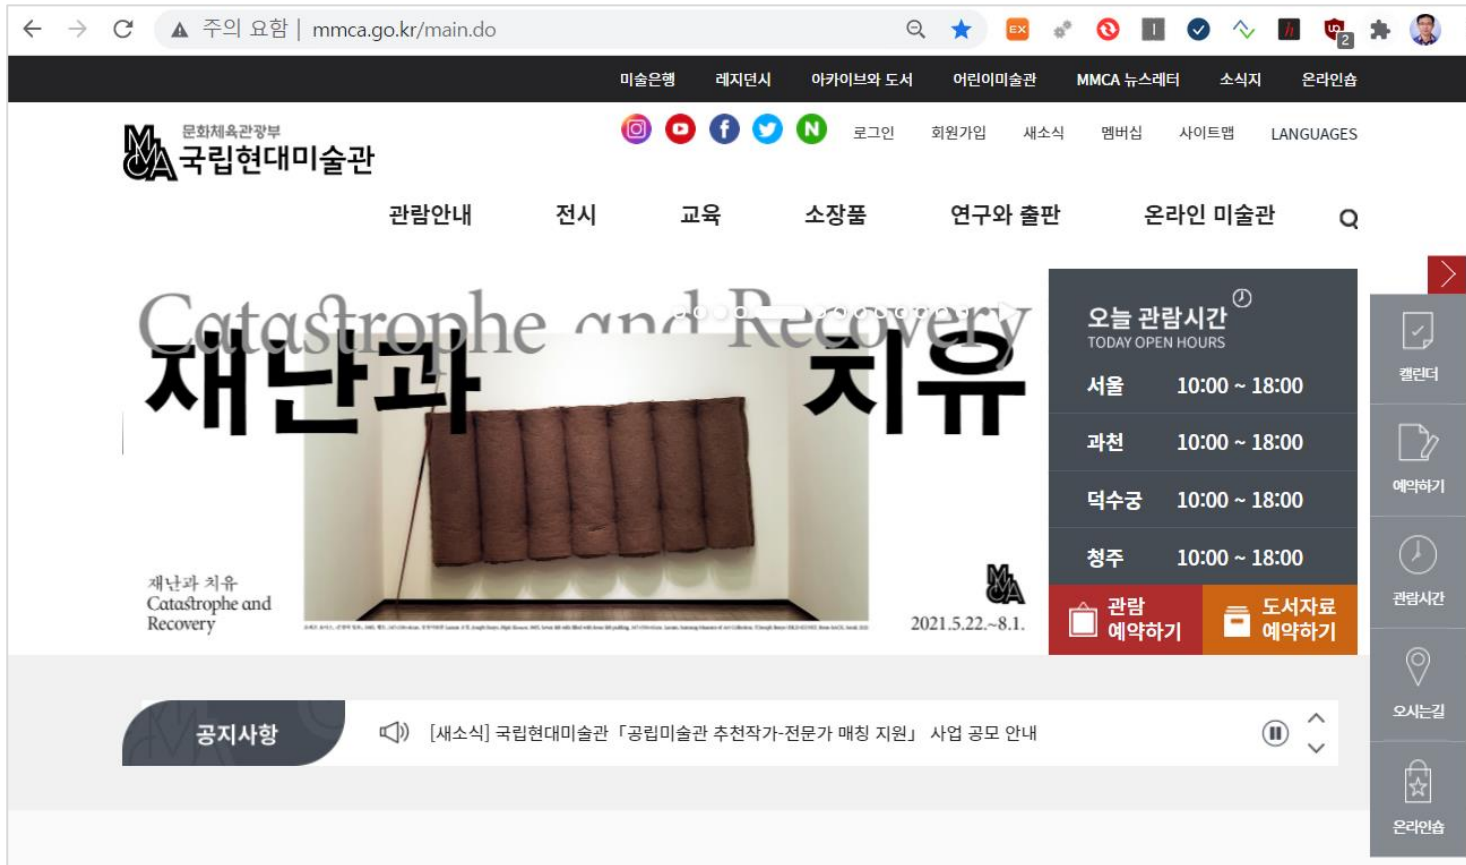 주의 요함 | mmca.go.kr/main.do
EX
2
미술은행 레지던시 아카이브와 도서 어린이미술관 MMCA 뉴스레터 소식지 온라인숍
MMCA 문화체육관광부
국립현대미술관
로그인 회원가입 새소식 멤버십 사이트맵 LANGUAGES
관람안내 전시 교육 소장품 연구와 출판 온라인 미술관
Catastrophe and Recovery
재난과 치유
재난과 치유
Catastrophe and
Recovery
MMCA
2021.5.22.~8.1.
오늘 관람시간
TODAY OPEN HOURS
서울 10:00 ~ 18:00
과천 10:00 ~ 18:00
덕수궁 10:00 ~ 18:00
청주 10:00 ~ 18:00
관람
예약하기
도서자료
예약하기
캘린더
예약하기
관람시간
오시는길
온라인숍
공지사항
[새소식] 국립현대미술관「공립미술관 추천작가-전문가 매칭 지원」 사업 공모 안내